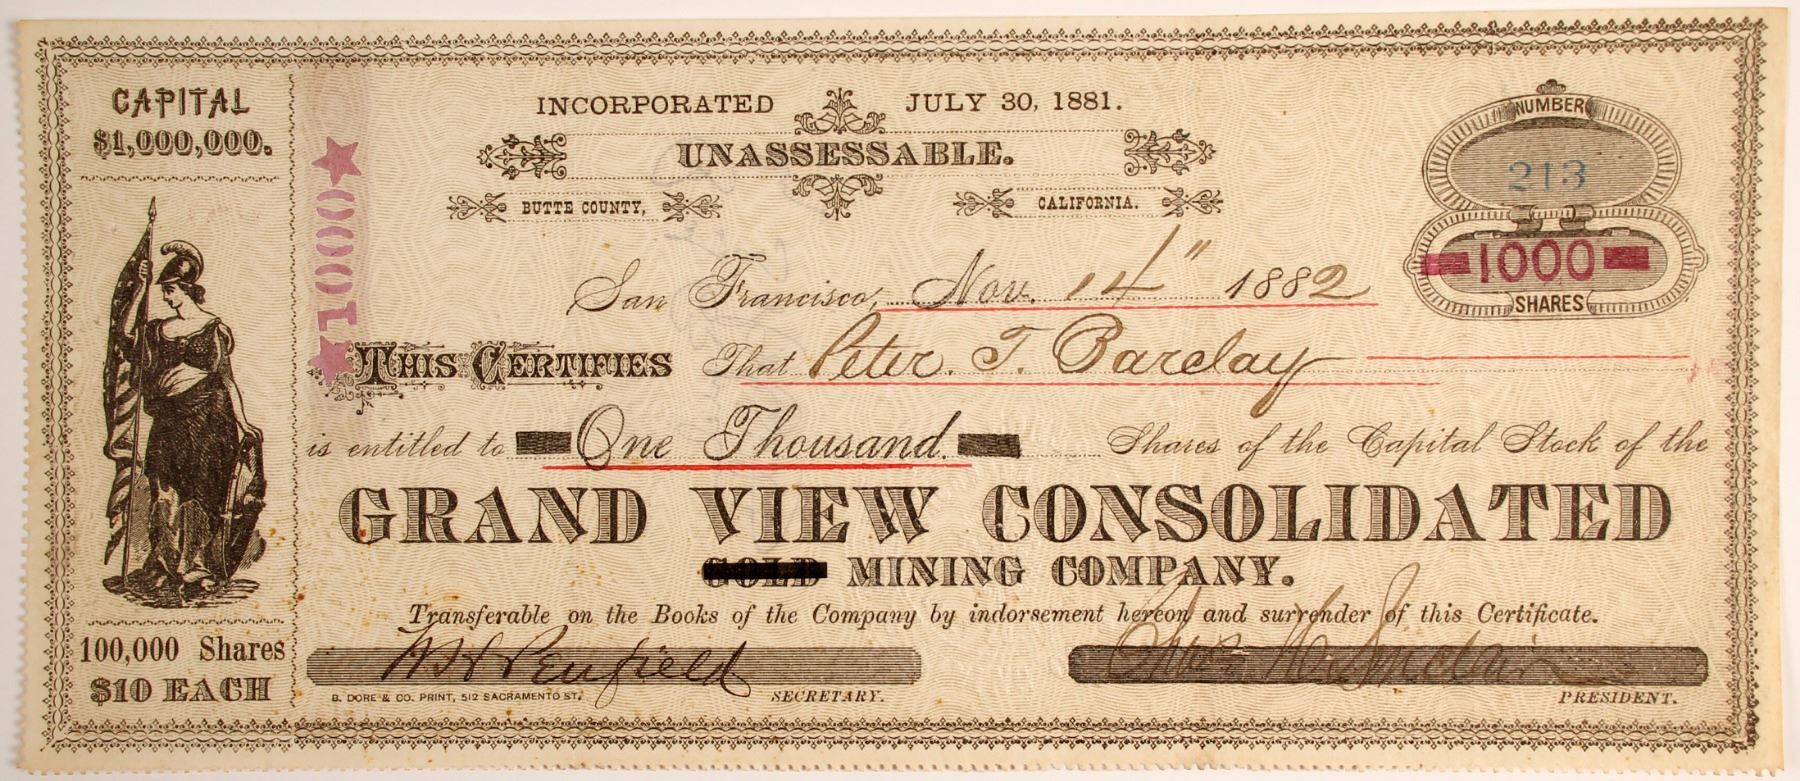 CAPITAL
$1,000,000.
INCORPORATED JULY 30, 1881.
UNASSESSABLE.
BUTTE COUNTY, CALIFORNIA.
NUMBER
213
1000
SHARES
1000
San Francisco, Nov. 14" 1882
THIS CERTIFIES That Peter. T. Barclay
is entitled to One Thousand. Shares of the Capital Stock of the
GRAND VIEW CONSOLIDATED
GOLD MINING COMPANY.
Transferable on the Books of the Company by indorsement hereon and surrender of this Certificate.
100,000 Shares
$10 EACH
Penfield
Sinclair
B. DORE & CO. PRINT, 512 SACRAMENTO ST.
SECRETARY.
PRESIDENT.